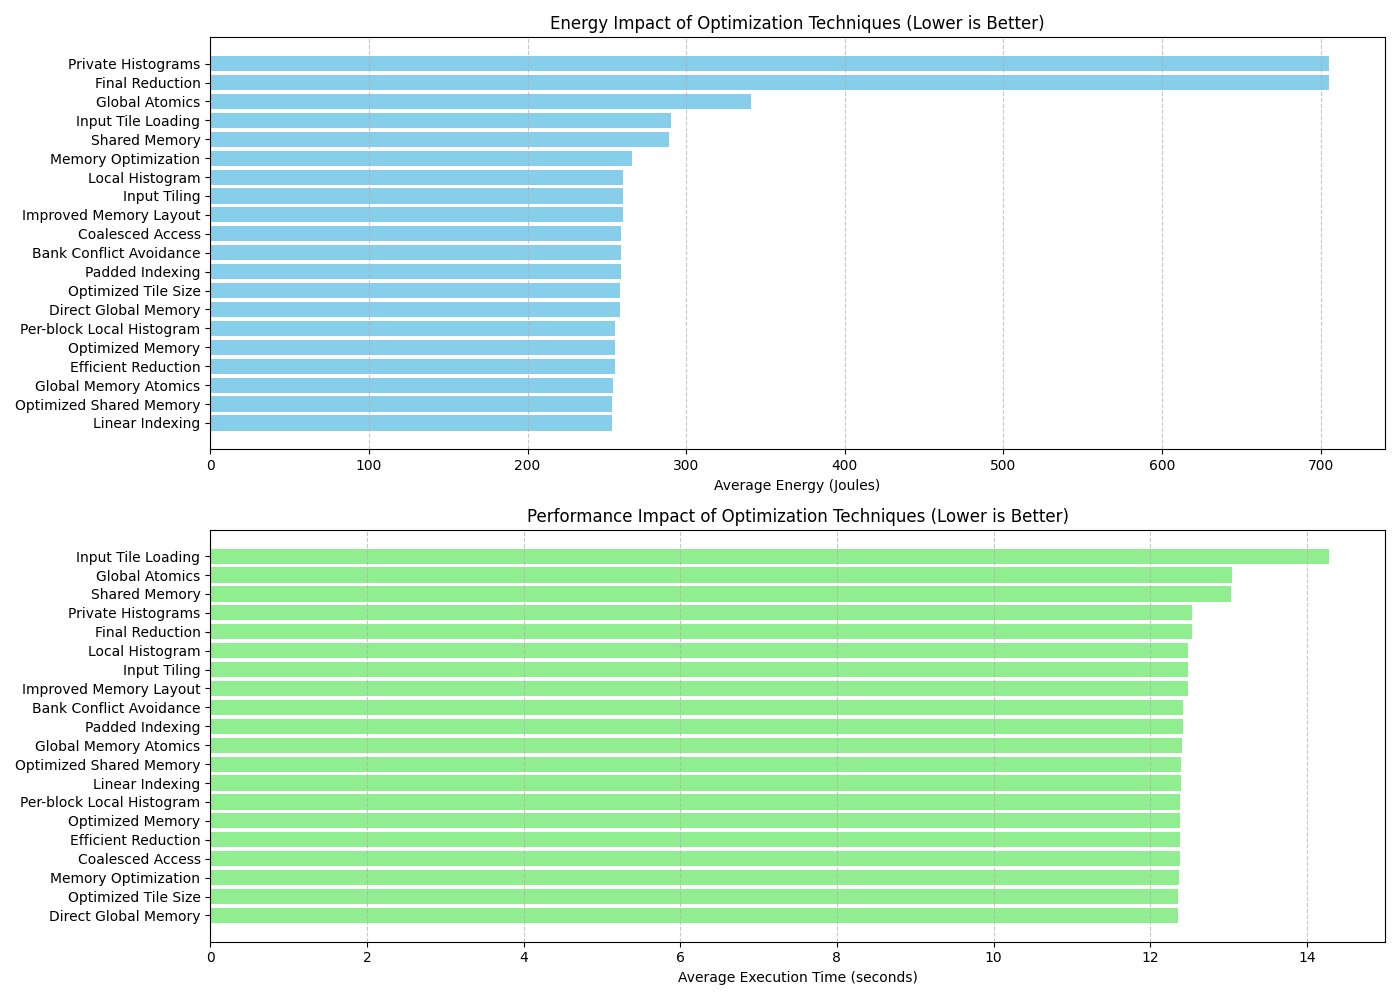 Energy Impact of Optimization Techniques (Lower is Better)
Private Histograms
Final Reduction
Global Atomics
Input Tile Loading
Shared Memory
Memory Optimization
Local Histogram
Input Tiling
Improved Memory Layout
Coalesced Access
Bank Conflict Avoidance
Padded Indexing
Optimized Tile Size
Direct Global Memory
Per-block Local Histogram
Optimized Memory
Efficient Reduction
Global Memory Atomics
Optimized Shared Memory
Linear Indexing
0 100 200 300 400 500 600 700
Average Energy (Joules)
Performance Impact of Optimization Techniques (Lower is Better)
Input Tile Loading
Global Atomics
Shared Memory
Private Histograms
Final Reduction
Local Histogram
Input Tiling
Improved Memory Layout
Bank Conflict Avoidance
Padded Indexing
Global Memory Atomics
Optimized Shared Memory
Linear Indexing
Per-block Local Histogram
Optimized Memory
Efficient Reduction
Coalesced Access
Memory Optimization
Optimized Tile Size
Direct Global Memory
0 2 4 6 8 10 12 14
Average Execution Time (seconds)